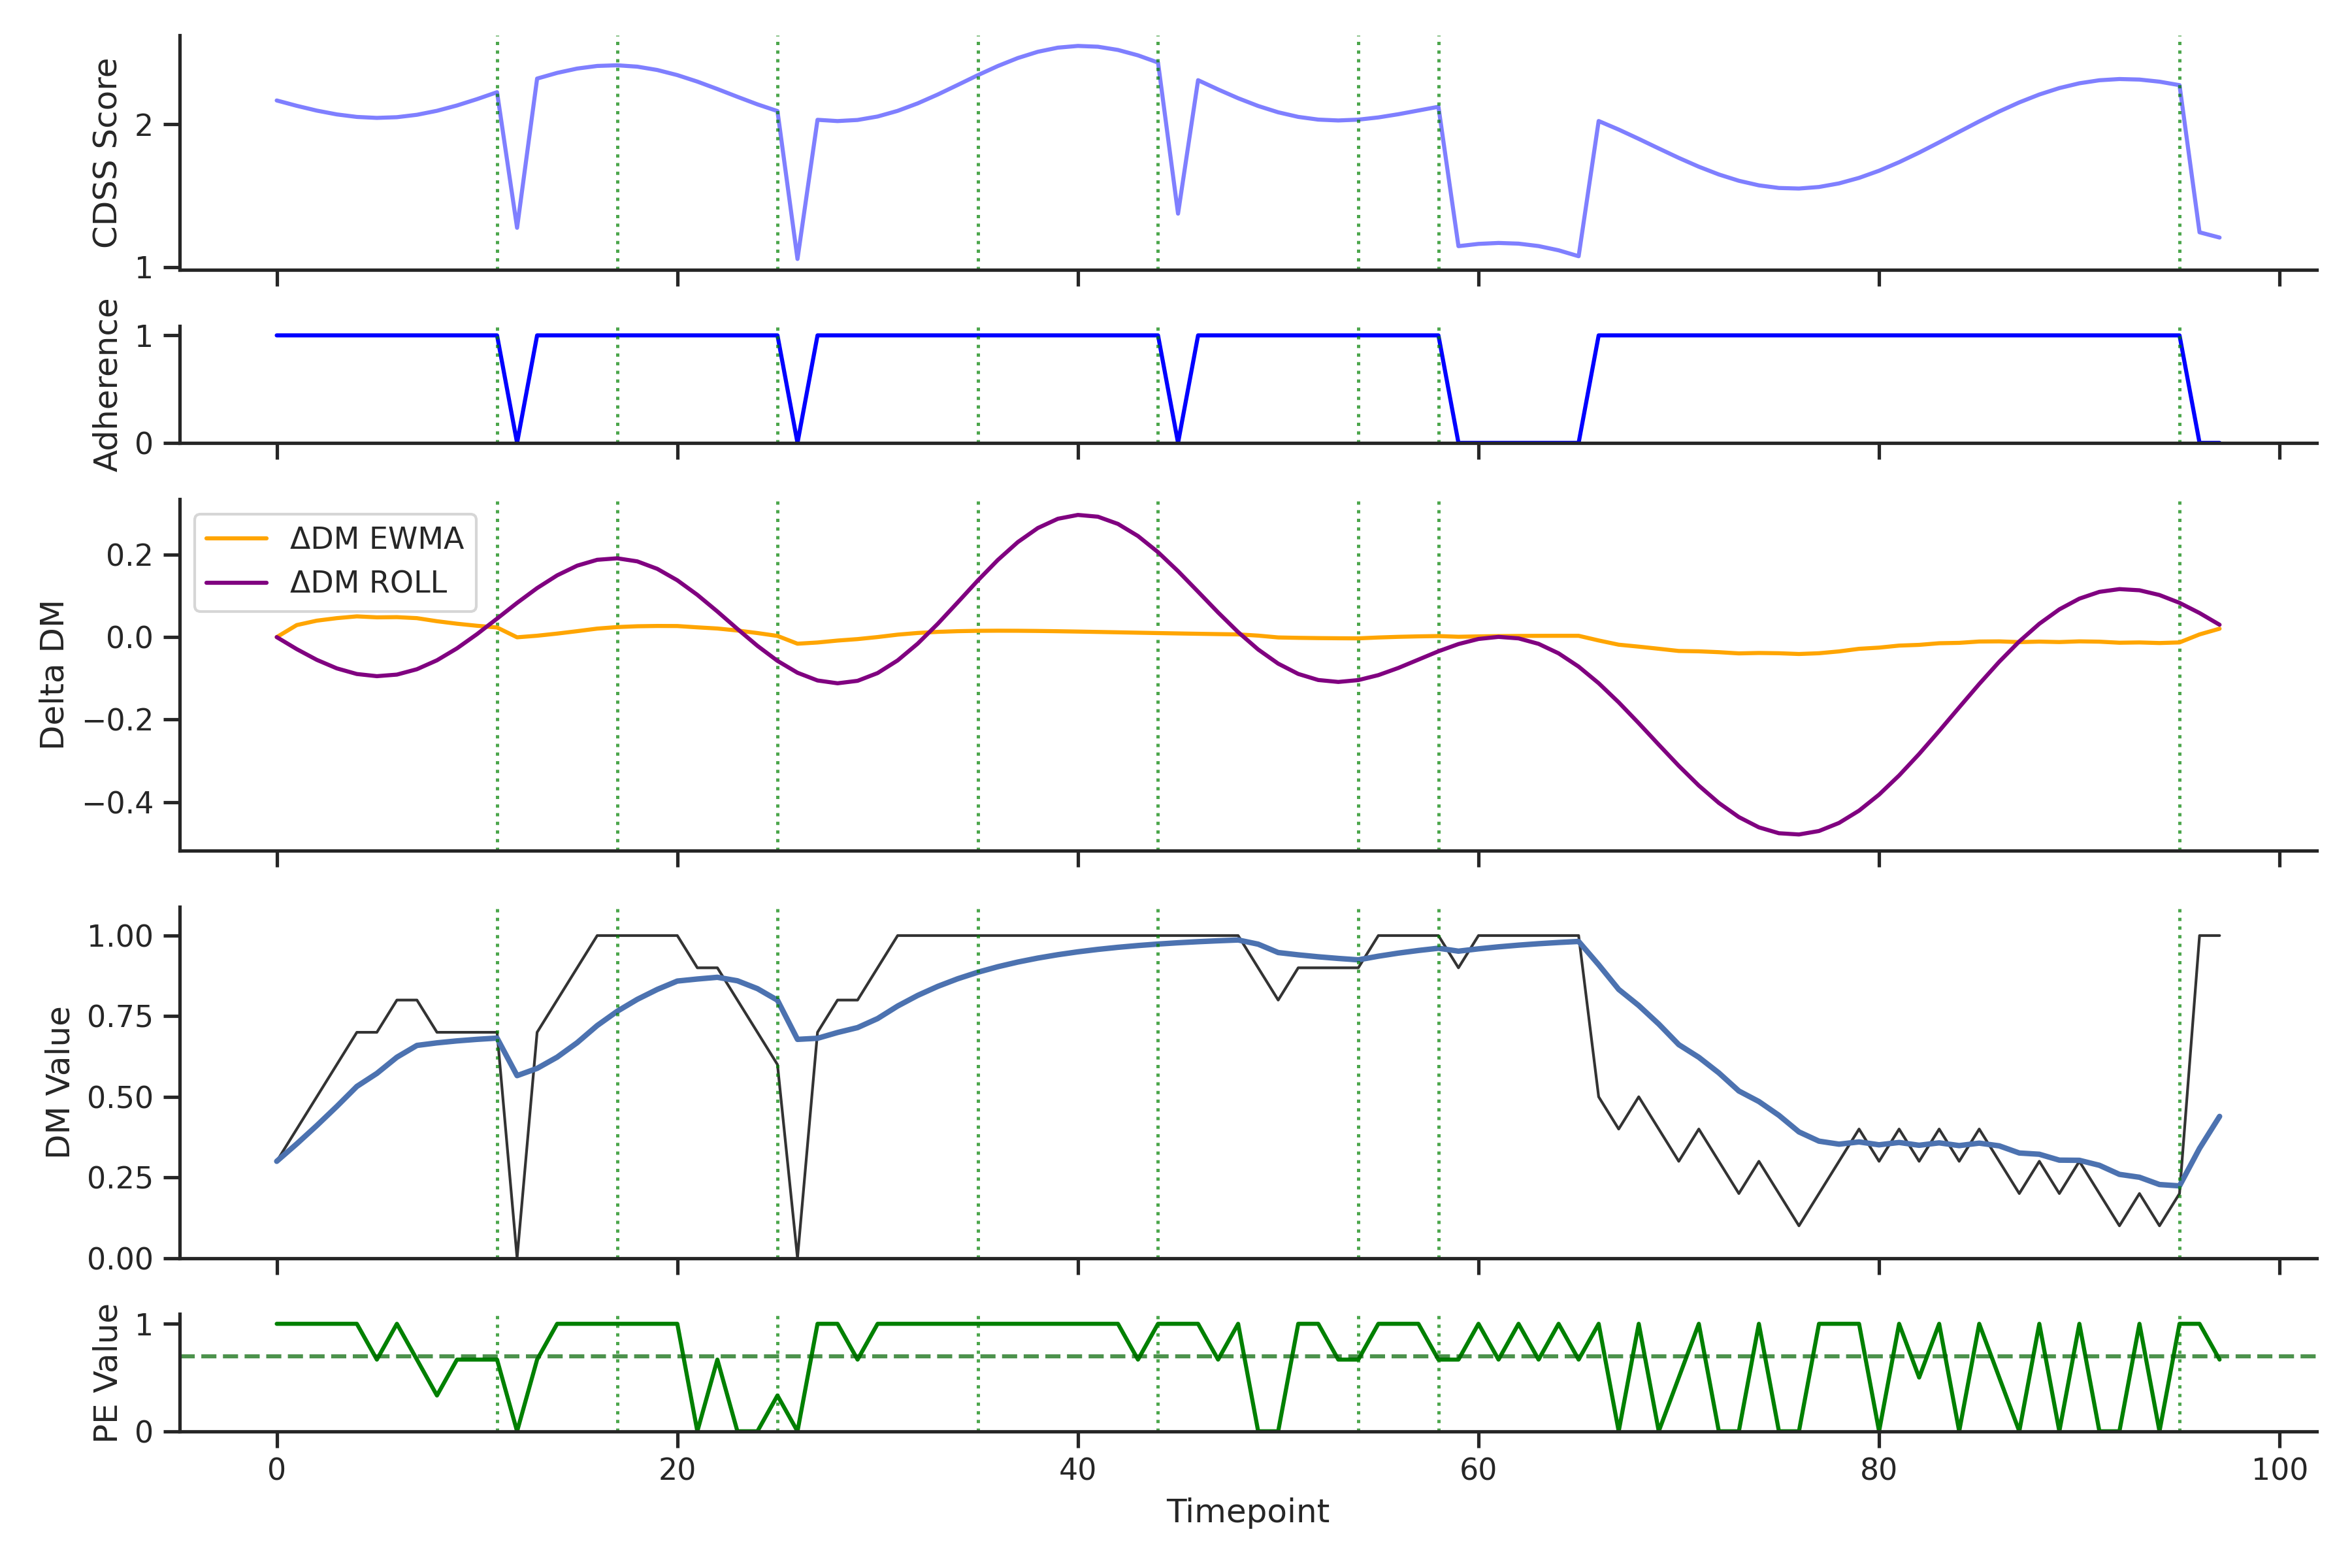 CDSS Score
2
1
Adherence
1
0
Delta DM
ΔDM EWMA
ΔDM ROLL
0.2
0.0
−0.2
−0.4
DM Value
1.00
0.75
0.50
0.25
0.00
PE Value
1
0
0 20 40 60 80 100
Timepoint